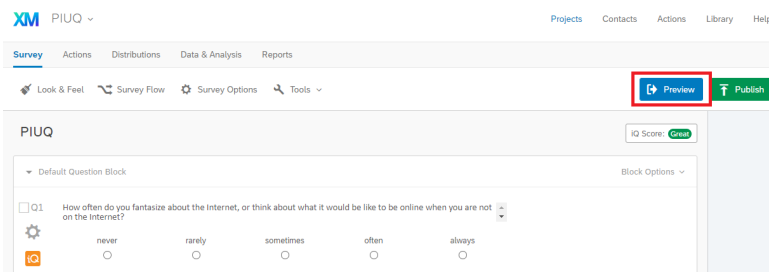 XM PIUQ Projects Contacts Actions Library Help
Survey Actions Distributions Data & Analysis Reports
Look & Feel Survey Flow Survey Options Tools Preview Publish
PIUQ iQ Score: Great
Default Question Block Block Options
Q1 How often do you fantasize about the Internet, or think about what it would be like to be online when you are not
on the Internet?
never rarely sometimes often always
iQ